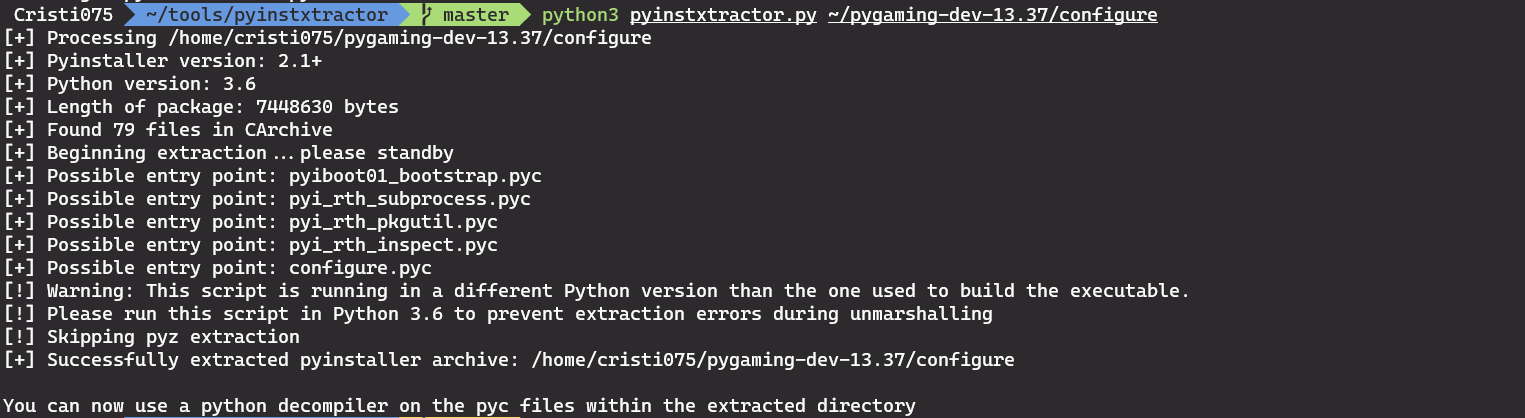 Cristi075 ~/tools/pyinstxtractor master python3 pyinstxtractor.py ~/pygaming-dev-13.37/configure
[+] Processing /home/cristi075/pygaming-dev-13.37/configure
[+] Pyinstaller version: 2.1+
[+] Python version: 3.6
[+] Length of package: 7448630 bytes
[+] Found 79 files in CArchive
[+] Beginning extraction...please standby
[+] Possible entry point: pyiboot01_bootstrap.pyc
[+] Possible entry point: pyi_rth_subprocess.pyc
[+] Possible entry point: pyi_rth_pkgutil.pyc
[+] Possible entry point: pyi_rth_inspect.pyc
[+] Possible entry point: configure.pyc
[!] Warning: This script is running in a different Python version than the one used to build the executable.
[!] Please run this script in Python 3.6 to prevent extraction errors during unmarshalling
[!] Skipping pyz extraction
[+] Successfully extracted pyinstaller archive: /home/cristi075/pygaming-dev-13.37/configure
You can now use a python decompiler on the pyc files within the extracted directory